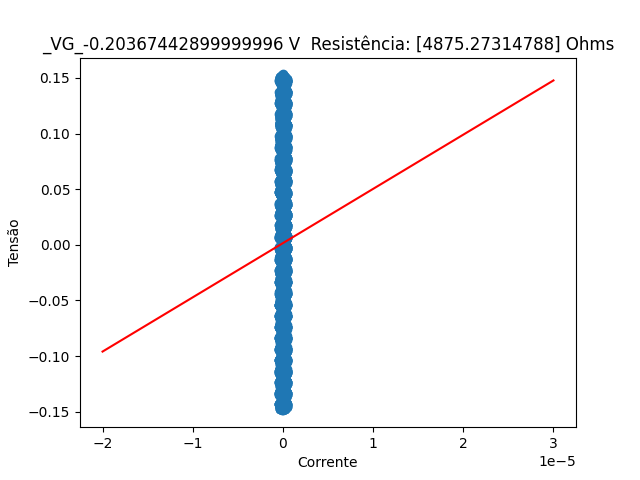 _VG_-0.20367442899999996 V  Resistência: [4875.27314788] Ohms
0.15
0.10
0.05
0.00
−0.05
−0.10
−0.15
Tensão
−2 −1 0 1 2 3
1e−5
Corrente